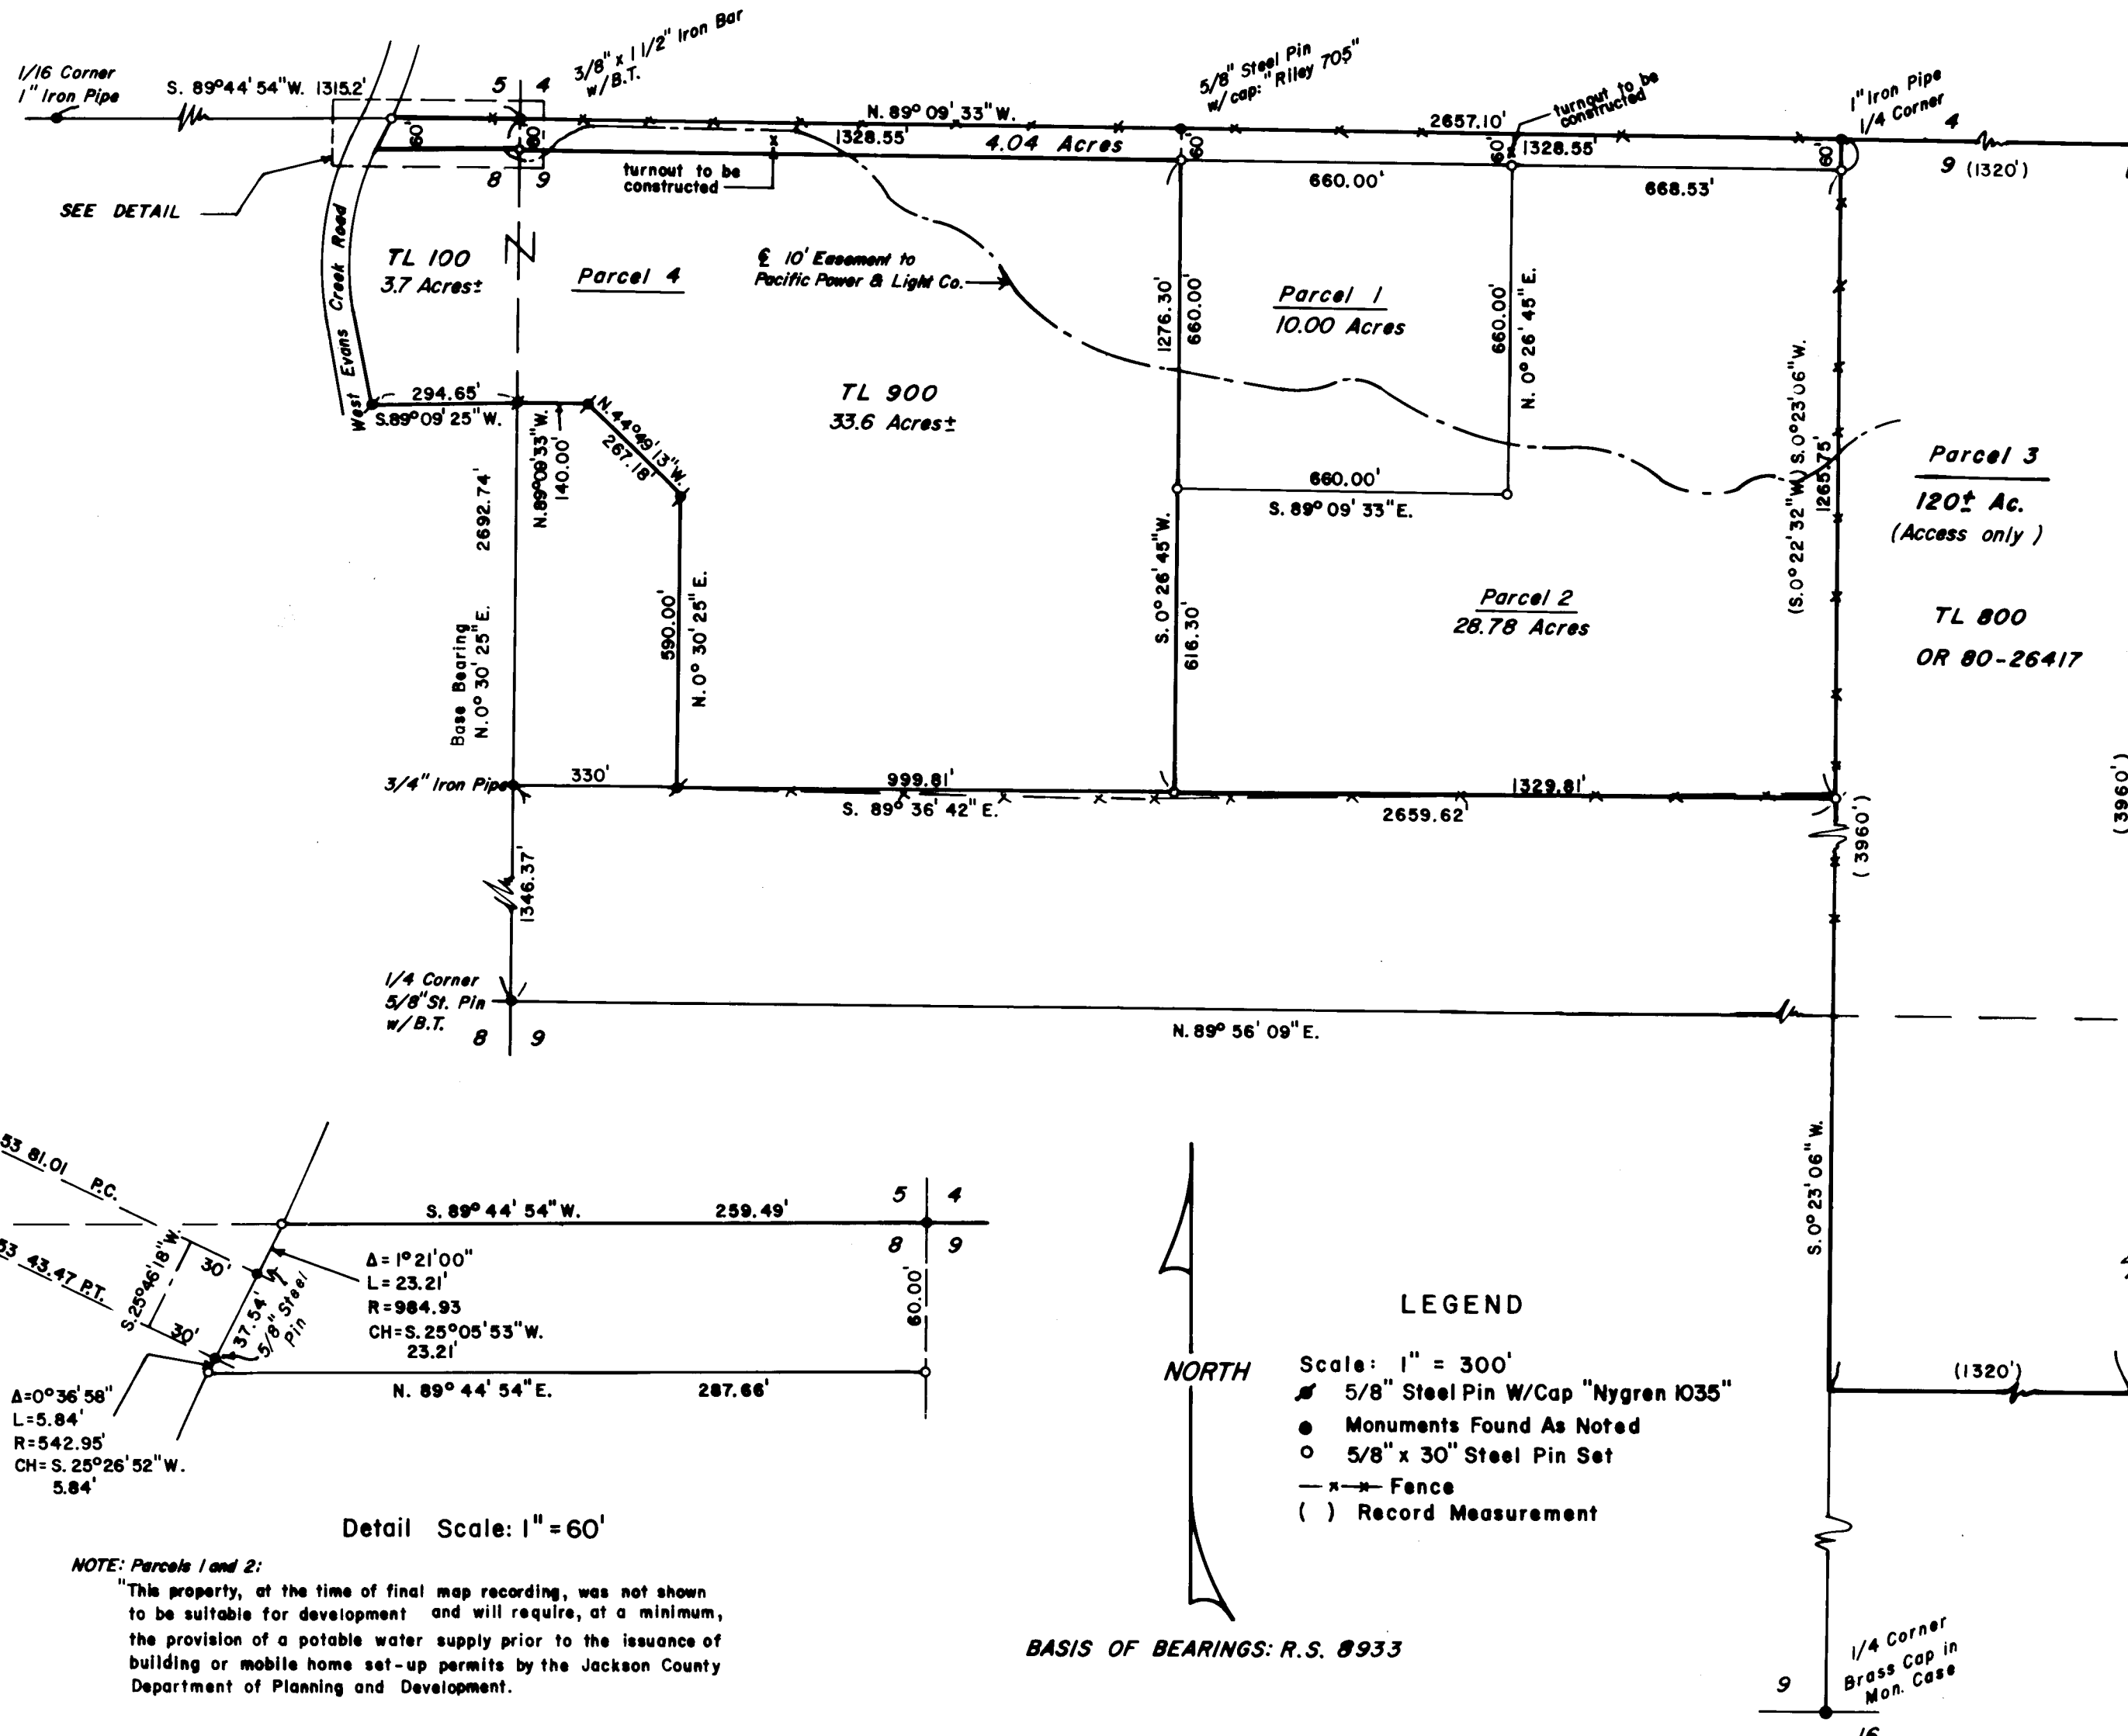 1/16 Corner
1" Iron Pipe
S. 89°44'54"W. 1315.2'
5 4
3/8" x 1 1/2" Iron Bar
w/B.T.
N. 89°09'33"W.
1328.55'
4.04 Acres
5/8" Steel Pin
w/cap: "Riley 705"
2657.10'
turnout to be
constructed
1328.55'
1" Iron Pipe
1/4 Corner
4
9 (1320')
60'
60'
60'
60'
60'
8 9
turnout to be
constructed
660.00'
668.53'
SEE DETAIL
West Evans Creek Road
TL 100
3.7 Acres±
Parcel 4
℄ 10' Easement to
Pacific Power & Light Co.
1276.30'
660.00'
Parcel 1
10.00 Acres
660.00'
N. 0°26'45"E.
(S. 0°22'32"W.) S. 0°23'06"W.
1265.75'
294.65'
S.89°09'25"W.
N.89°09'33"W.
140.00'
N.44°49'13"W.
267.18'
TL 900
33.6 Acres±
660.00'
S. 89°09'33"E.
Parcel 3
120± Ac.
(Access only)
TL 800
OR 80-26417
2692.74'
Base Bearing
N. 0°30'25"E.
590.00'
N. 0°30'25"E.
S. 0°26'45"W.
616.30'
Parcel 2
28.78 Acres
3/4" Iron Pipe
330'
999.81'
S. 89°36'42"E.
1329.81'
2659.62'
(3960')
(3960')
1346.37'
1/4 Corner
5/8" St. Pin
w/B.T.
8 9
N. 89°56'09"E.
S. 0°23'06"W.
(1320')
53 81.01 P.C.
53 43.47 P.T.
S. 89°44'54"W. 259.49'
5 4
8 9
S.25°46'18"W.
30'
30'
37.54'
5/8" Steel
Pin
Δ=1°21'00"
L=23.21'
R=984.93
CH=S. 25°05'53"W.
23.21'
60.00'
N. 89°44'54"E. 287.66'
Δ=0°36'58"
L=5.84'
R=542.95'
CH=S. 25°26'52"W.
5.84'
Detail Scale: 1"=60'
NOTE: Parcels 1 and 2:
"This property, at the time of final map recording, was not shown
to be suitable for development and will require, at a minimum,
the provision of a potable water supply prior to the issuance of
building or mobile home set-up permits by the Jackson County
Department of Planning and Development.
NORTH
BASIS OF BEARINGS: R.S. 8933
LEGEND
Scale: 1" = 300'
5/8" Steel Pin W/Cap "Nygren 1035"
Monuments Found As Noted
5/8" x 30" Steel Pin Set
Fence
( ) Record Measurement
1/4 Corner
Brass Cap in
Mon. Case
9
16